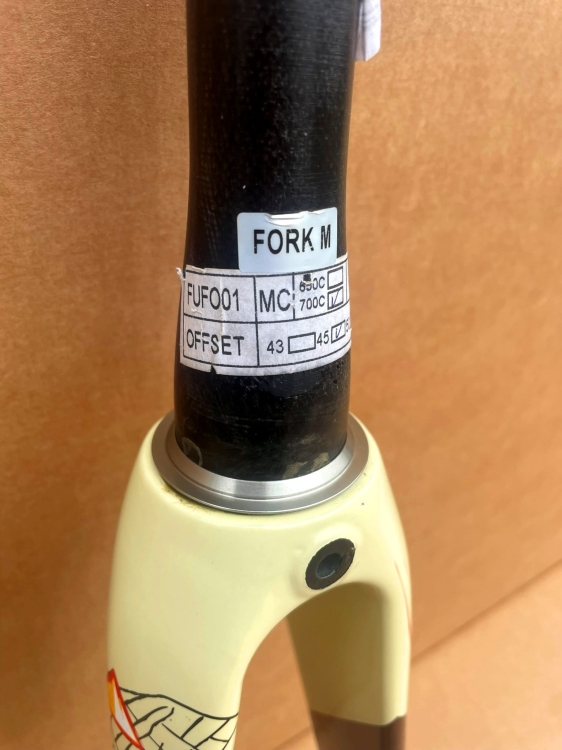 FORK M
FUFO01 MC 650C
700C
OFFSET 43 45